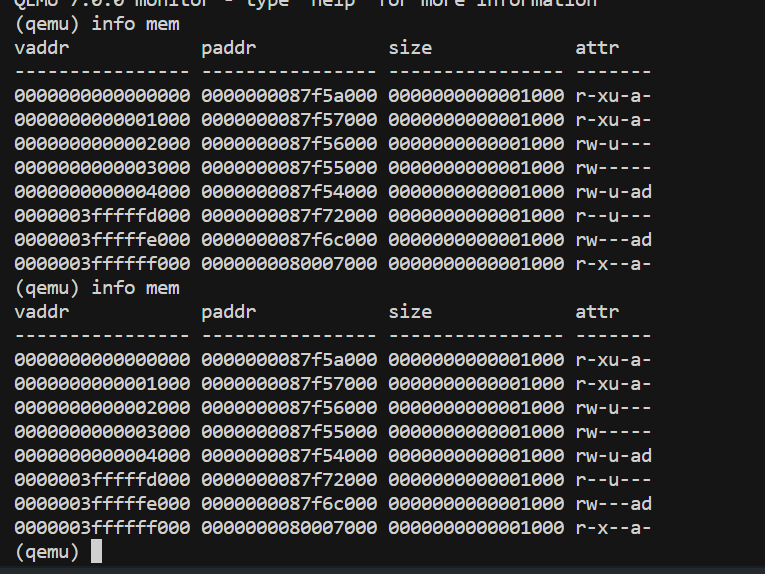 QEMU 7.0.0 monitor - type 'help' for more information
(qemu) info mem
vaddr            paddr            size             attr
---------------- ---------------- ---------------- -------
0000000000000000 0000000087f5a000 0000000000001000 r-xu-a-
0000000000001000 0000000087f57000 0000000000001000 r-xu-a-
0000000000002000 0000000087f56000 0000000000001000 rw-u---
0000000000003000 0000000087f55000 0000000000001000 rw-----
0000000000004000 0000000087f54000 0000000000001000 rw-u-ad
0000003fffffd000 0000000087f72000 0000000000001000 r--u---
0000003fffffe000 0000000087f6c000 0000000000001000 rw---ad
0000003ffffff000 0000000080007000 0000000000001000 r-x--a-
(qemu) info mem
vaddr            paddr            size             attr
---------------- ---------------- ---------------- -------
0000000000000000 0000000087f5a000 0000000000001000 r-xu-a-
0000000000001000 0000000087f57000 0000000000001000 r-xu-a-
0000000000002000 0000000087f56000 0000000000001000 rw-u---
0000000000003000 0000000087f55000 0000000000001000 rw-----
0000000000004000 0000000087f54000 0000000000001000 rw-u-ad
0000003fffffd000 0000000087f72000 0000000000001000 r--u---
0000003fffffe000 0000000087f6c000 0000000000001000 rw---ad
0000003ffffff000 0000000080007000 0000000000001000 r-x--a-
(qemu)